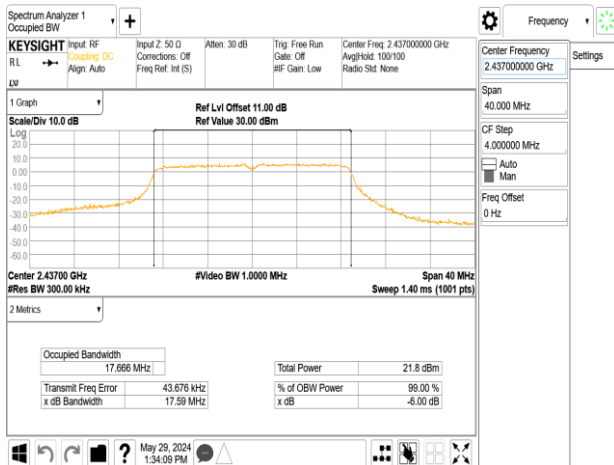 Spectrum Analyzer 1
Occupied BW
Frequency
KEYSIGHT
RL
Input: RF
Coupling: DC
Align: Auto
Input Z: 50 Ω
Corrections: Off
Freq Ref: Int (S)
Atten: 30 dB
Trig: Free Run
Gate: Off
#IF Gain: Low
Center Freq: 2.437000000 GHz
Avg|Hold: 100/100
Radio Std: None
LXI
Center Frequency
2.437000000 GHz
Settings
Span
40.000 MHz
CF Step
4.000000 MHz
Auto
Man
Freq Offset
0 Hz
1 Graph
Scale/Div 10.0 dB
Ref Lvl Offset 11.00 dB
Ref Value 30.00 dBm
Log
20.0
10.0
0.00
-10.0
-20.0
-30.0
-40.0
-50.0
-60.0
Center 2.43700 GHz
#Res BW 300.00 kHz
#Video BW 1.0000 MHz
Span 40 MHz
Sweep 1.40 ms (1001 pts)
2 Metrics
Occupied Bandwidth
17.666 MHz
Total Power 21.8 dBm
Transmit Freq Error 43.676 kHz
% of OBW Power 99.00 %
x dB Bandwidth 17.59 MHz
x dB -6.00 dB
?
May 29, 2024
1:34:09 PM